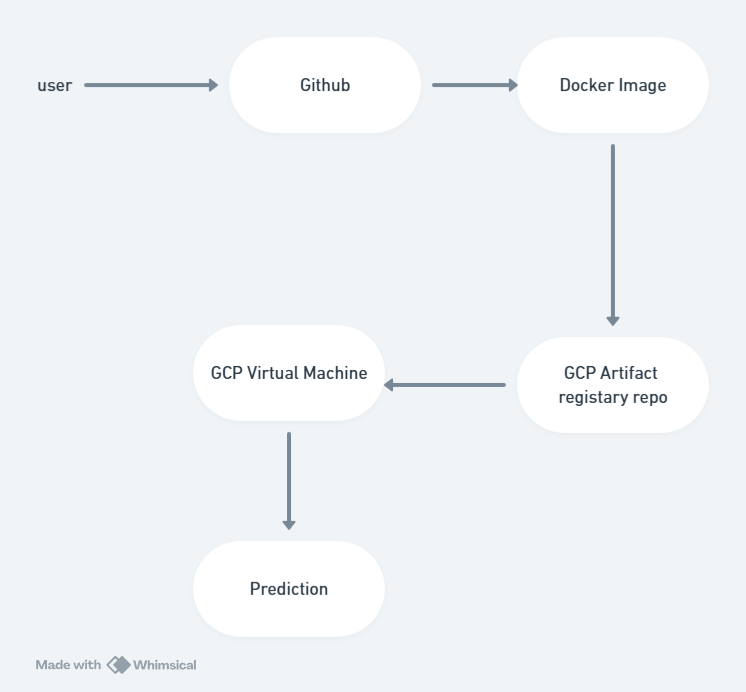 user
Github
Docker Image
GCP Virtual Machine
GCP Artifact
registary repo
Prediction
Made with Whimsical